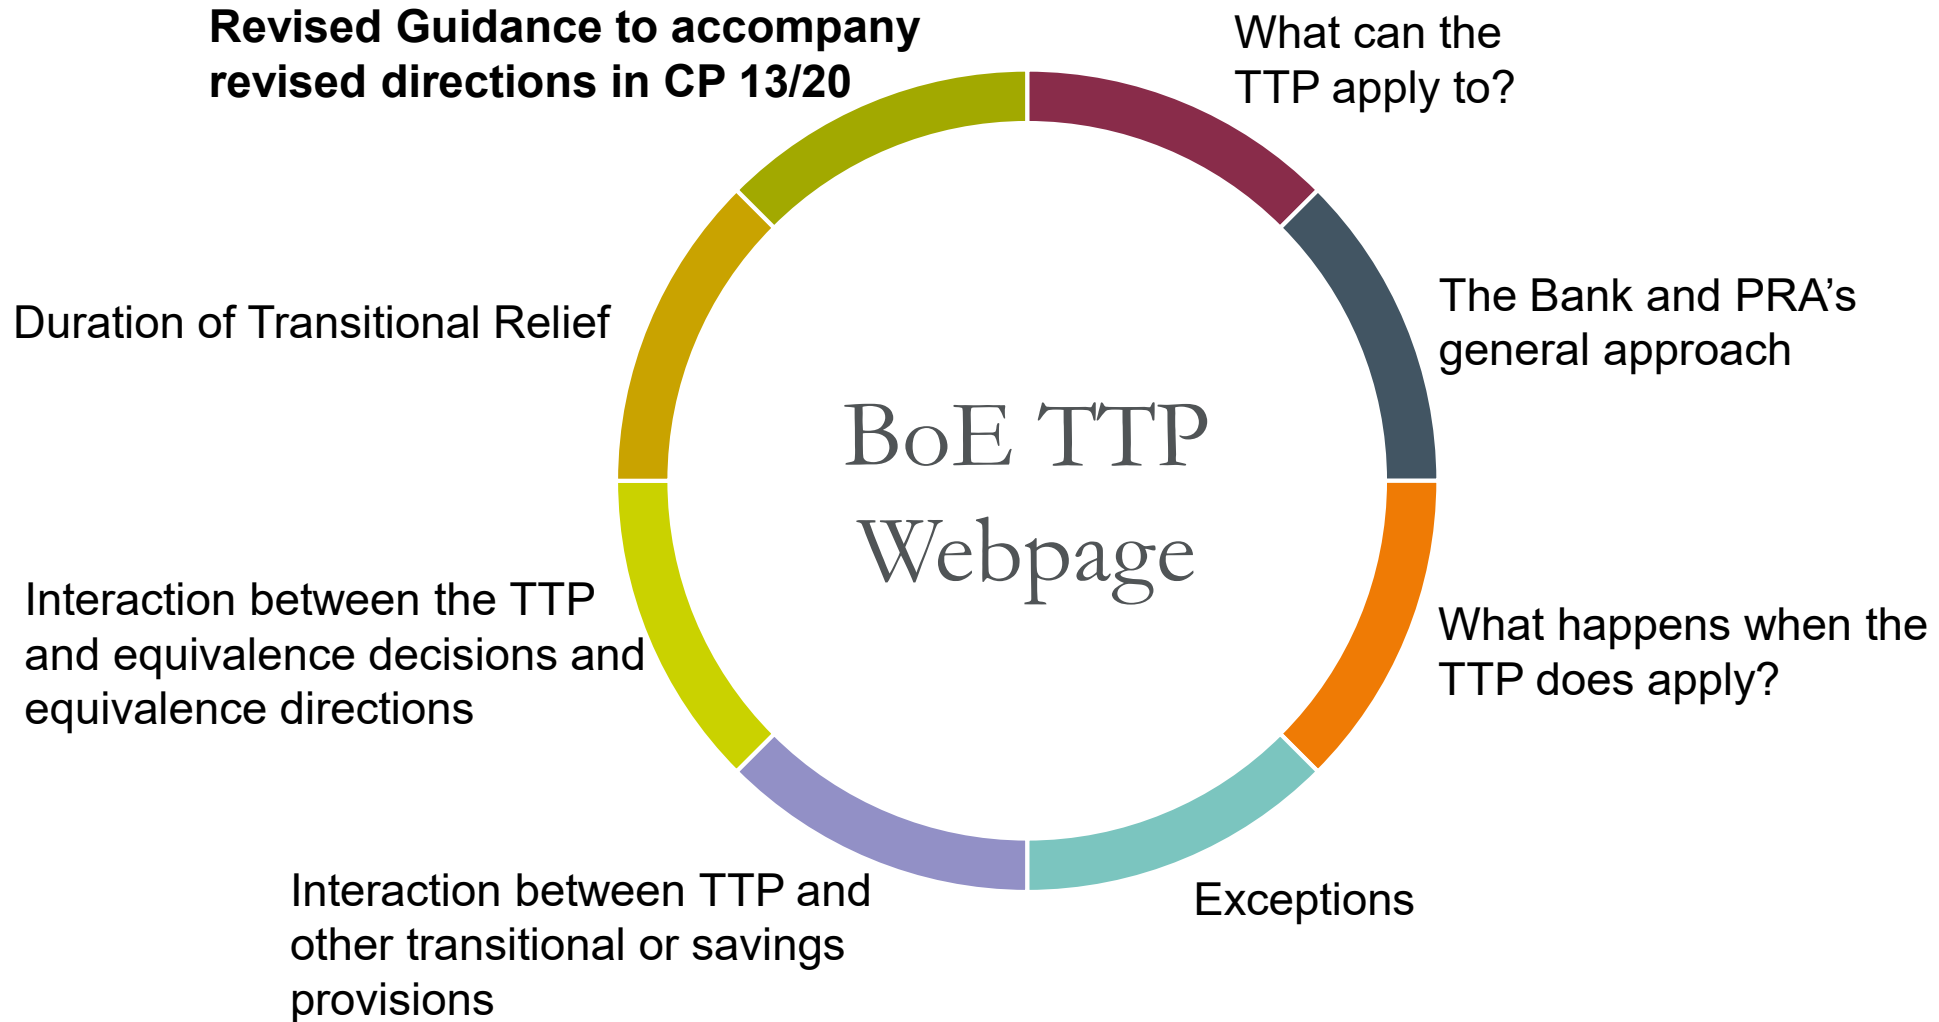 Revised Guidance to accompany
revised directions in CP 13/20
What can the
TTP apply to?
The Bank and PRA’s
general approach
What happens when the
TTP does apply?
Exceptions
Interaction between TTP and
other transitional or savings
provisions
Interaction between the TTP
and equivalence decisions and
equivalence directions
Duration of Transitional Relief
BoE TTP
Webpage